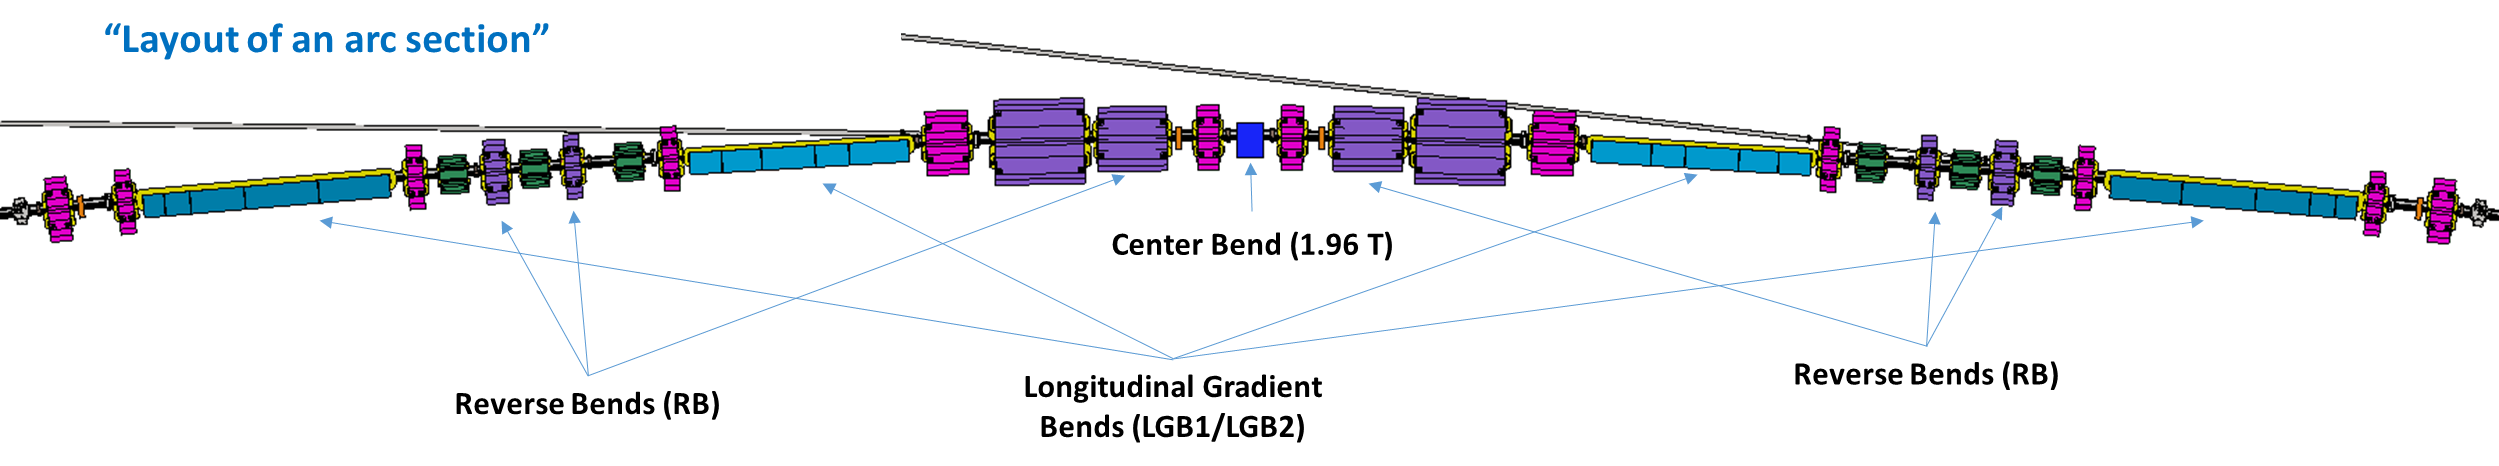 “Layout of an arc section”
Center Bend (1.96 T)
Reverse Bends (RB)
Longitudinal Gradient
Bends (LGB1/LGB2)
Reverse Bends (RB)